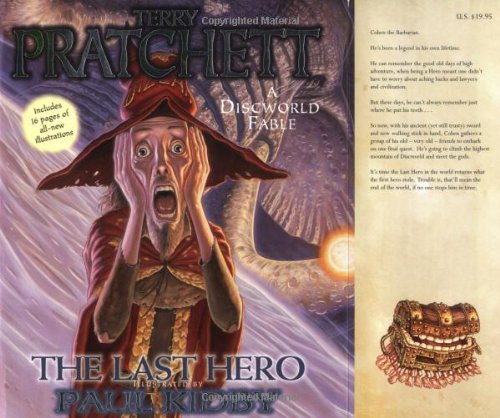 Copyrighted Material
TERRY
PRATCHETT
A
DISCWORLD
FABLE
Includes
16 pages of
all-new
illustrations
THE LAST HERO
ILLUSTRATED BY
Copyrighted Material
PAUL KIDBY
U.S. $19.95
Cohen the Barbarian.
He's been a legend in his own lifetime.
He can remember the good old days of high
adventure, when being a Hero meant one didn't
have to worry about aching backs and lawyers
and civilization.
But these days, he can't always remember just
where he put his teeth . . .
So now, with his ancient (yet still trusty) sword
and new walking stick in hand, Cohen gathers a
group of his old – very old – friends to embark
on one final quest. He's going to climb the highest
mountain of Discworld and meet the gods.
It's time the Last Hero in the world returns what
the first hero stole. Trouble is, that'll mean the
end of the world, if no one stops him in time.